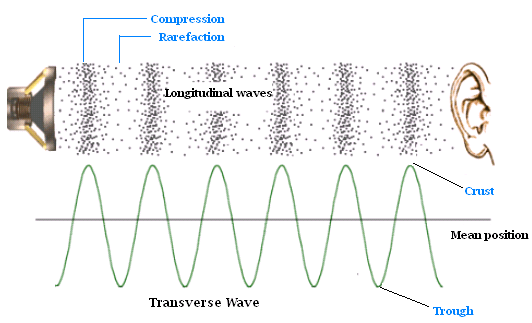 Compression
Rarefaction
Longitudinal waves
Crust
Mean position
Transverse Wave
Trough